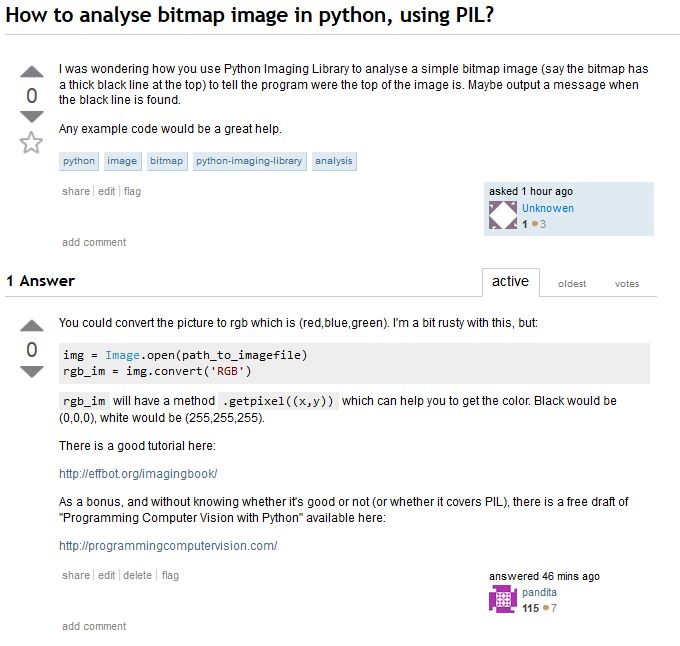 How to analyse bitmap image in python, using PIL?
I was wondering how you use Python Imaging Library to analyse a simple bitmap image (say the bitmap has
a thick black line at the top) to tell the program were the top of the image is. Maybe output a message when
the black line is found.
0
Any example code would be a great help.
python image bitmap python-imaging-library analysis
share edit flag
asked 1 hour ago
Unknowen
1 3
add comment
1 Answer
active oldest votes
You could convert the picture to rgb which is (red,blue,green). I'm a bit rusty with this, but:
0
img = Image.open(path_to_imagefile)
rgb_im = img.convert('RGB')
rgb_im will have a method .getpixel((x,y)) which can help you to get the color. Black would be
(0,0,0), white would be (255,255,255).
There is a good tutorial here:
http://effbot.org/imagingbook/
As a bonus, and without knowing whether it's good or not (or whether it covers PIL), there is a free draft of
"Programming Computer Vision with Python" available here:
http://programmingcomputervision.com/
share edit delete flag
answered 46 mins ago
pandita
115 7
add comment